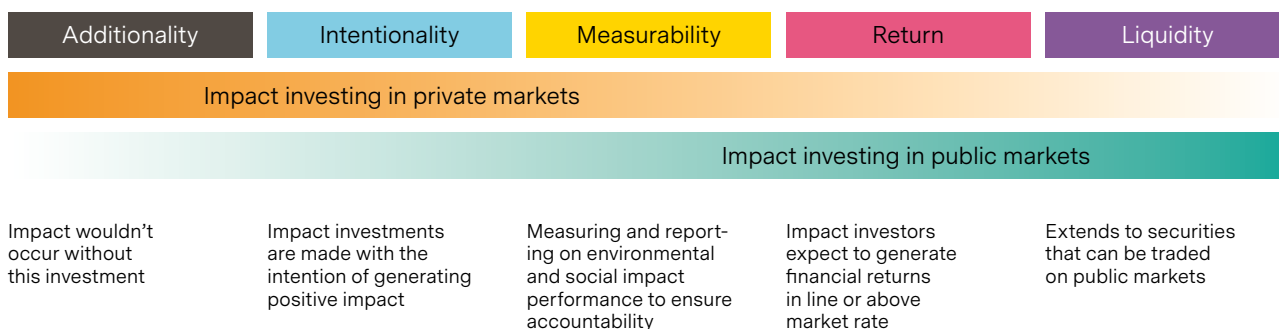 Additionality
Intentionality
Measurability
Return
Liquidity
Impact investing in private markets
Impact investing in public markets
Impact wouldn't
occur without
this investment
Impact investments
are made with the
intention of generating
positive impact
Measuring and report-
ing on environmental
and social impact
performance to ensure
accountability
Impact investors
expect to generate
financial returns
in line or above
market rate
Extends to securities
that can be traded
on public markets